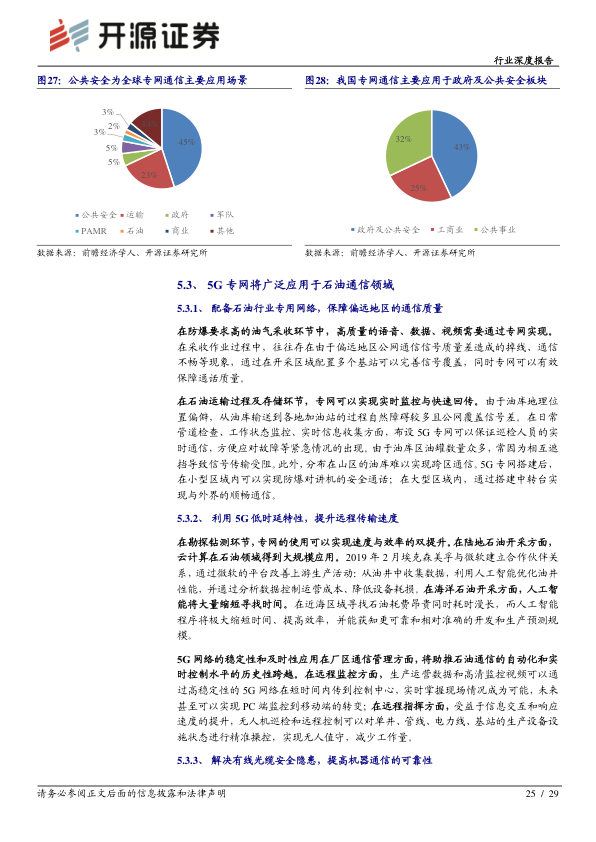 开源证券
行业深度报告
图27：公共安全为全球专网通信主要应用场景
图28：我国专网通信主要应用于政府及公共安全板块
3%
2%
3%
5%
5%
45%
23%
公共安全 运输 政府 军队
PAMR 石油 商业 其他
32%
43%
25%
政府及公共安全 工商业 公共事业
数据来源：前瞻经济学人、开源证券研究所
数据来源：前瞻经济学人、开源证券研究所
5.3、 5G 专网将广泛应用于石油通信领域
5.3.1、 配备石油行业专用网络，保障偏远地区的通信质量
在防爆要求高的油气采收环节中，高质量的语音、数据、视频需要通过专网实现。
在采收作业过程中，往往存在由于偏远地区公网通信信号质量差造成的掉线、通信
不畅等现象，通过在开采区域配置多个基站可以完善信号覆盖，同时专网可以有效
保障通话质量。
在石油运输过程及存储环节，专网可以实现实时监控与快速回传。由于油库地理位
置偏僻，从油库输送到各地加油站的过程自然障碍较多且公网覆盖信号差，在日常
管道检查、工作状态监控、实时信息收集方面，布设 5G 专网可以保证巡检人员的实
时通信，方便应对故障等紧急情况的出现。由于油库区油罐数量众多，常因为相互遮
挡导致信号传输受阻。此外，分布在山区的油库难以实现跨区通信。5G 专网搭建后，
在小型区域内可以实现防爆对讲机的安全通话；在大型区域内，通过搭建中转台实
现与外界的顺畅通信。
5.3.2、 利用 5G 低时延特性，提升远程传输速度
在勘探钻测环节，专网的使用可以实现速度与效率的双提升。在陆地石油开采方面，
云计算在石油领域得到大规模应用。2019 年 2 月埃克森美孚与微软建立合作伙伴关
系，通过微软的平台改善上游生产活动：从油井中收集数据，利用人工智能优化油井
性能，并通过分析数据控制运营成本、降低设备耗损。在海洋石油开采方面，人工智
能将大量缩短寻找时间。在近海区域寻找石油耗费昂贵同时耗时漫长，而人工智能
程序将极大缩短时间、提高效率，并能获知更可靠和相对准确的开发和生产预测规
模。
5G 网络的稳定性和及时性应用在厂区通信管理方面，将助推石油通信的自动化和实
时控制水平的历史性跨越。在远程监控方面，生产运营数据和高清监控视频可以通
过高稳定性的 5G 网络在短时间内传到控制中心，实时掌握现场情况成为可能，未来
甚至可以实现 PC 端监控到移动端的转变；在远程指挥方面，受益于信息交互和响应
速度的提升，无人机巡检和远程控制可以对单井、管线、电力线、基站的生产设备设
施状态进行精准操控，实现无人值守，减少工作量。
5.3.3、 解决有线光缆安全隐患，提高机器通信的可靠性
请务必参阅正文后面的信息披露和法律声明
25 / 29